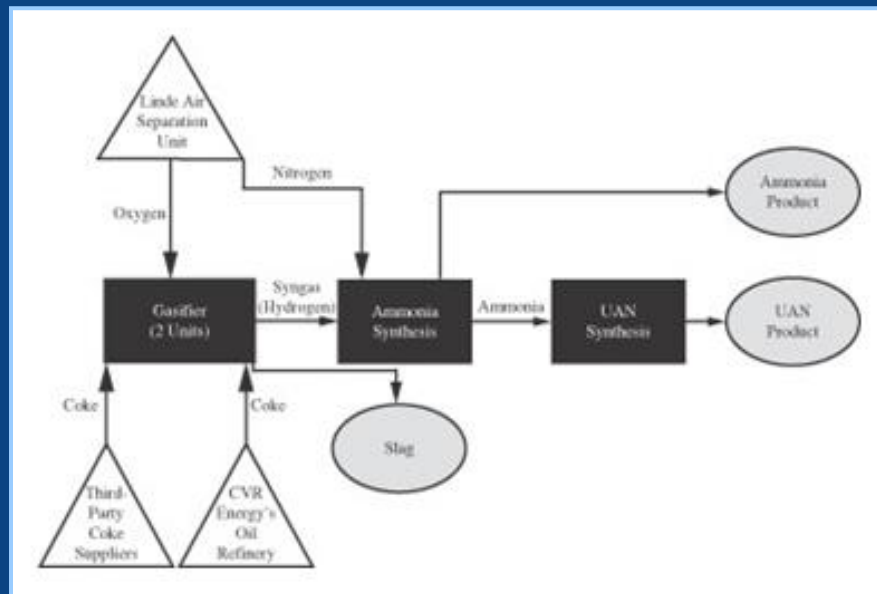 Linde Air
Separation
Unit
Nitrogen
Oxygen
Ammonia
Product
Gasifier
(2 Units)
Syngas
(Hydrogen)
Ammonia
Synthesis
Ammonia
UAN
Synthesis
UAN
Product
Coke
Coke
Slag
Third-
Party
Coke
Suppliers
CVR
Energy's
Oil
Refinery